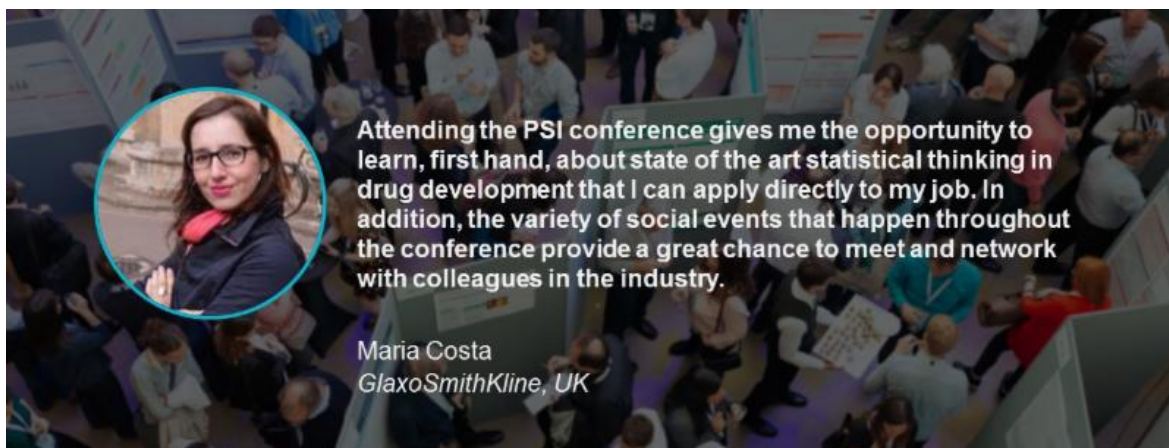 Attending the PSI conference gives me the opportunity to
learn, first hand, about state of the art statistical thinking in
drug development that I can apply directly to my job. In
addition, the variety of social events that happen throughout
the conference provide a great chance to meet and network
with colleagues in the industry.
Maria Costa
GlaxoSmithKline, UK